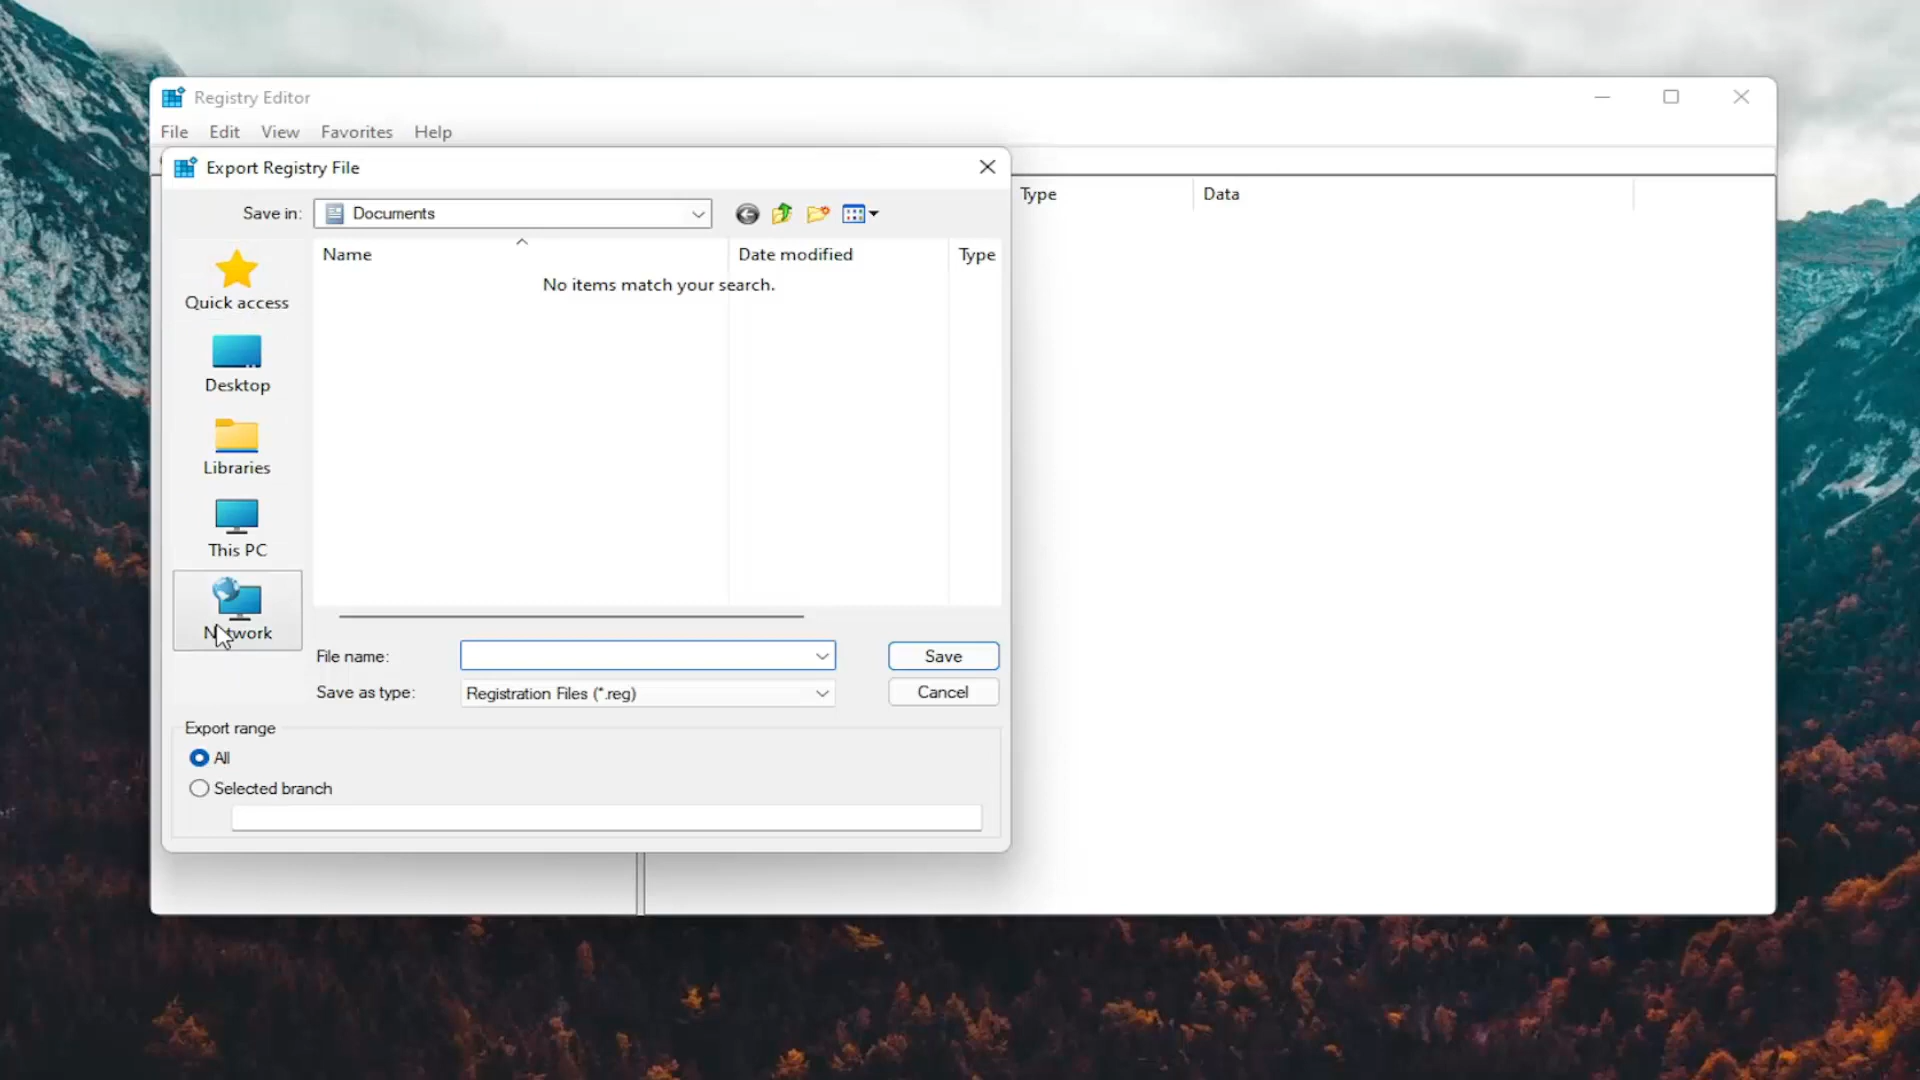 Registry Editor
File Edit View Favorites Help
Export Registry File
Type Data
Save in: Documents
Name Date modified Type
No items match your search.
Quick access
Desktop
Libraries
This PC
Network
File name: Save
Save as type: Registration Files (*.reg) Cancel
Export range
All
Selected branch